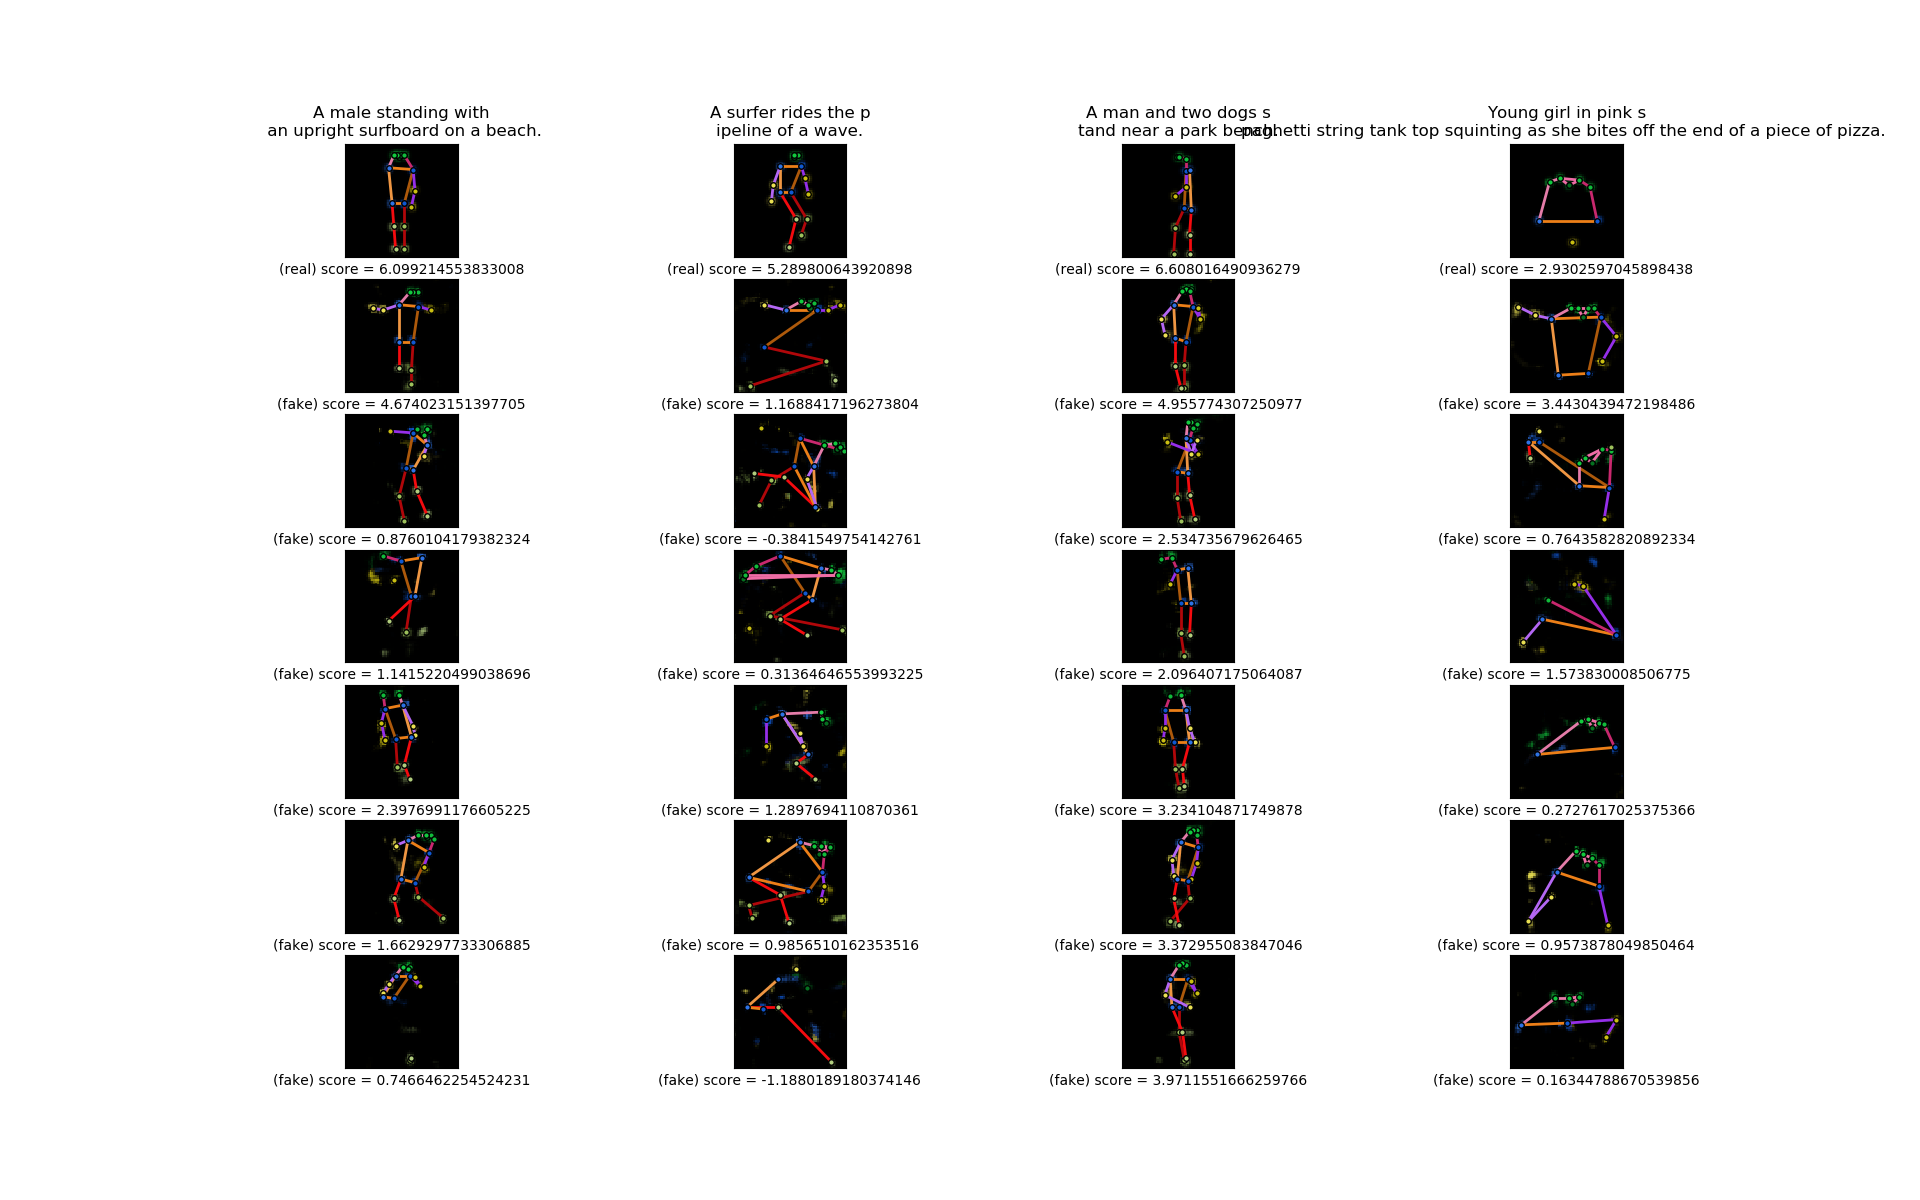 A male standing with
an upright surfboard on a beach.
A surfer rides the p
ipeline of a wave.
A man and two dogs s
tand near a park bench.
Young girl in pink s
paghetti string tank top squinting as she bites off the end of a piece of pizza.
(real) score = 6.099214553833008
(real) score = 5.289800643920898
(real) score = 6.608016490936279
(real) score = 2.9302597045898438
(fake) score = 4.674023151397705
(fake) score = 1.1688417196273804
(fake) score = 4.955774307250977
(fake) score = 3.4430439472198486
(fake) score = 0.8760104179382324
(fake) score = -0.3841549754142761
(fake) score = 2.534735679626465
(fake) score = 0.7643582820892334
(fake) score = 1.1415220499038696
(fake) score = 0.31364646553993225
(fake) score = 2.096407175064087
(fake) score = 1.573830008506775
(fake) score = 2.3976991176605225
(fake) score = 1.2897694110870361
(fake) score = 3.234104871749878
(fake) score = 0.2727617025375366
(fake) score = 1.6629297733306885
(fake) score = 0.9856510162353516
(fake) score = 3.372955083847046
(fake) score = 0.9573878049850464
(fake) score = 0.7466462254524231
(fake) score = -1.1880189180374146
(fake) score = 3.9711551666259766
(fake) score = 0.16344788670539856